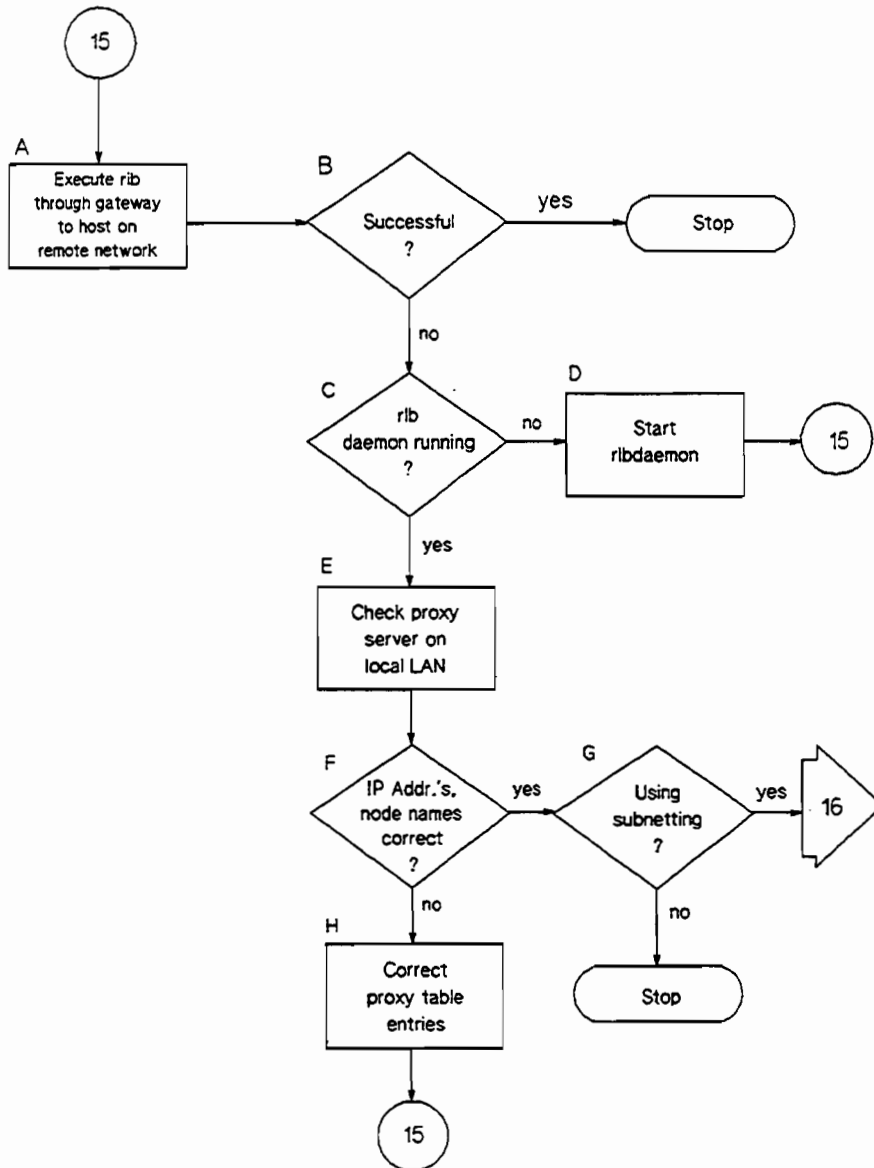 15
A
Execute rlb
through gateway
to host on
remote network
B
Successful
?
yes
Stop
no
C
rlb
daemon running
?
no
D
Start
rlbdaemon
15
yes
E
Check proxy
server on
local LAN
F
IP Addr.'s,
node names
correct
?
yes
G
Using
subnetting
?
yes
16
no
H
Correct
proxy table
entries
no
Stop
15